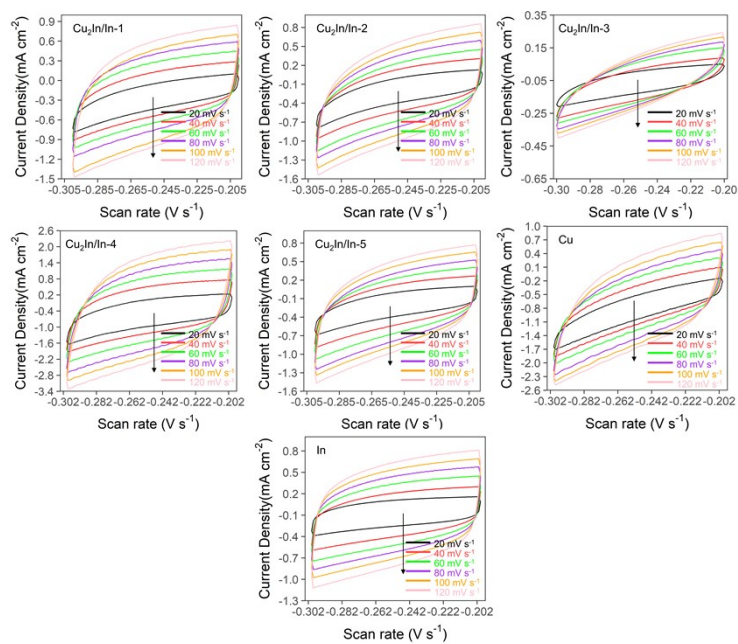 Cu₂In/In-1
Current Density(mA cm⁻²)
0.9
0.6
0.3
0.0
-0.3
-0.6
-0.9
-1.2
-1.5
20 mV s⁻¹
40 mV s⁻¹
60 mV s⁻¹
80 mV s⁻¹
100 mV s⁻¹
120 mV s⁻¹
-0.305 -0.285 -0.265 -0.245 -0.225 -0.205
Scan rate (V s⁻¹)
Cu₂In/In-2
Current Density(mA cm⁻²)
0.8
0.5
0.2
-0.1
-0.4
-0.7
-1.0
-1.3
-1.6
20 mV s⁻¹
40 mV s⁻¹
60 mV s⁻¹
80 mV s⁻¹
100 mV s⁻¹
120 mV s⁻¹
-0.305 -0.285 -0.265 -0.245 -0.225 -0.205
Scan rate (V s⁻¹)
Cu₂In/In-3
Current Density(mA cm⁻²)
0.35
0.15
-0.05
-0.25
-0.45
-0.65
20 mV s⁻¹
40 mV s⁻¹
60 mV s⁻¹
80 mV s⁻¹
100 mV s⁻¹
120 mV s⁻¹
-0.30 -0.28 -0.26 -0.24 -0.22 -0.20
Scan rate (V s⁻¹)
Cu₂In/In-4
Current Density(mA cm⁻²)
2.6
2.0
1.4
0.8
0.2
-0.4
-1.0
-1.6
-2.2
-2.8
-3.4
20 mV s⁻¹
40 mV s⁻¹
60 mV s⁻¹
80 mV s⁻¹
100 mV s⁻¹
120 mV s⁻¹
-0.302 -0.282 -0.262 -0.242 -0.222 -0.202
Scan rate (V s⁻¹)
Cu₂In/In-5
Current Density(mA cm⁻²)
0.8
0.5
0.2
-0.1
-0.4
-0.7
-1.0
-1.3
-1.6
20 mV s⁻¹
40 mV s⁻¹
60 mV s⁻¹
80 mV s⁻¹
100 mV s⁻¹
120 mV s⁻¹
-0.305 -0.285 -0.265 -0.245 -0.225 -0.205
Scan rate (V s⁻¹)
Cu
Current Density(mA cm⁻²)
1.0
0.7
0.4
0.1
-0.2
-0.5
-0.8
-1.1
-1.4
-1.7
-2.0
-2.3
-2.6
20 mV s⁻¹
40 mV s⁻¹
60 mV s⁻¹
80 mV s⁻¹
100 mV s⁻¹
120 mV s⁻¹
-0.302 -0.282 -0.262 -0.242 -0.222 -0.202
Scan rate (V s⁻¹)
In
Current Density(mA cm⁻²)
0.8
0.5
0.2
-0.1
-0.4
-0.7
-1.0
-1.3
20 mV s⁻¹
40 mV s⁻¹
60 mV s⁻¹
80 mV s⁻¹
100 mV s⁻¹
120 mV s⁻¹
-0.302 -0.282 -0.262 -0.242 -0.222 -0.202
Scan rate (V s⁻¹)